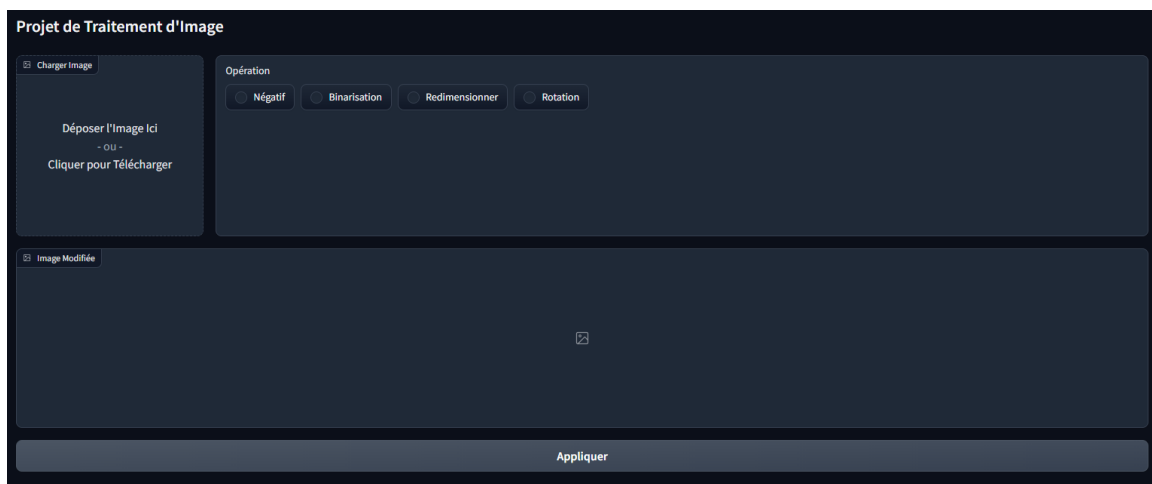 Projet de Traitement d'Image
Charger Image
Déposer l'Image Ici
- ou -
Cliquer pour Télécharger
Opération
Négatif Binarisation Redimensionner Rotation
Image Modifiée
Appliquer